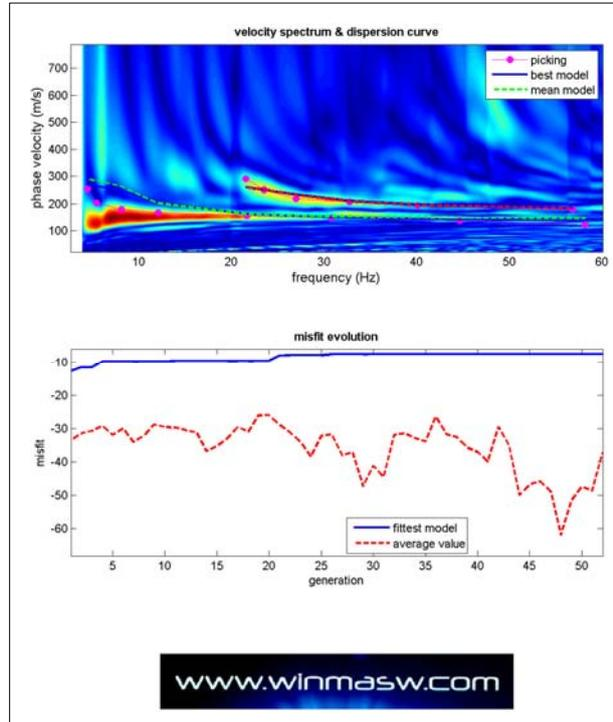 velocity spectrum & dispersion curve
phase velocity (m/s)
700
600
500
400
300
200
100
picking
best model
mean model
10 20 30 40 50 60
frequency (Hz)
misfit evolution
misfit
-10
-20
-30
-40
-50
-60
fittest model
average value
5 10 15 20 25 30 35 40 45 50
generation
www.winmasw.com